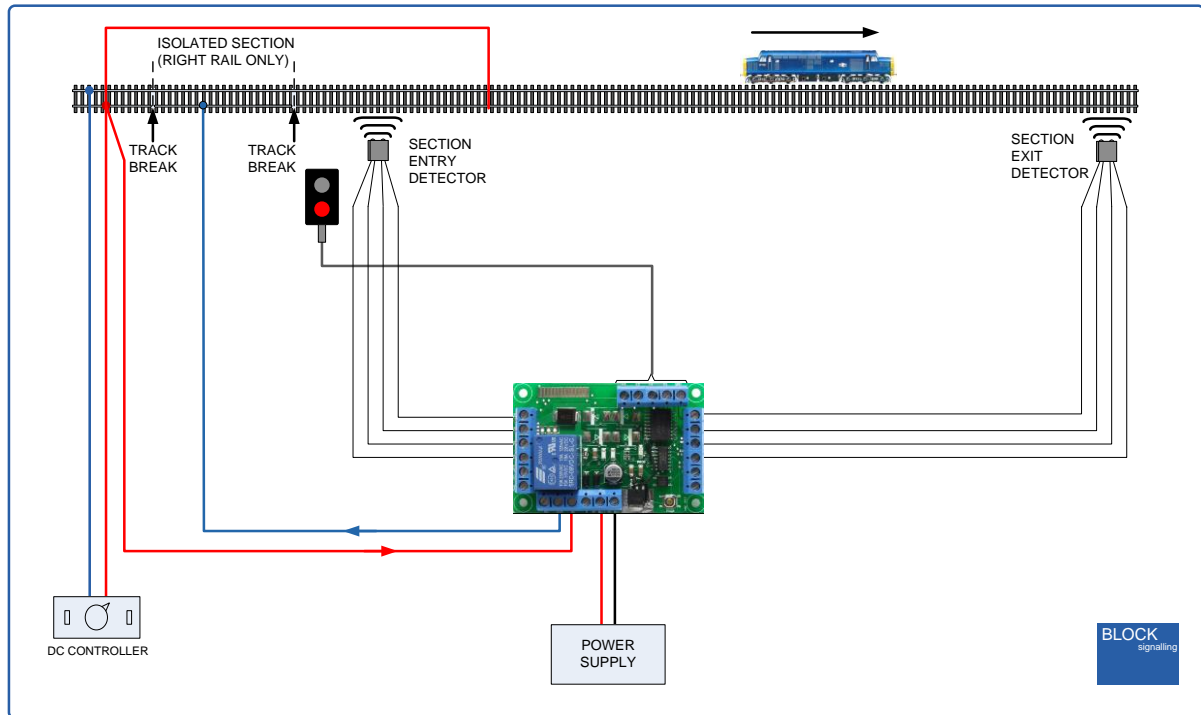 ISOLATED SECTION
(RIGHT RAIL ONLY)
TRACK
BREAK
TRACK
BREAK
SECTION
ENTRY
DETECTOR
SECTION
EXIT
DETECTOR
DC CONTROLLER
POWER
SUPPLY
BLOCK
signalling